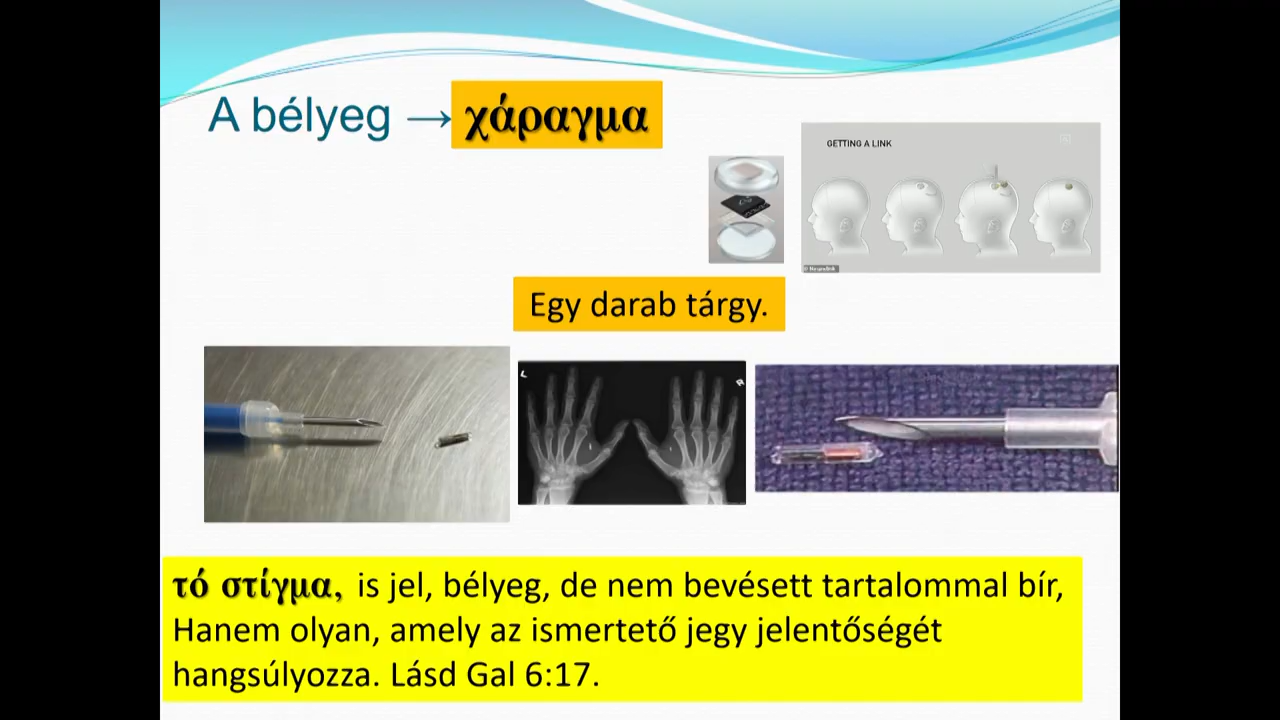 A bélyeg → χάραγμα
GETTING A LINK
© Neuralink
Egy darab tárgy.
L
R
τό στίγμα, is jel, bélyeg, de nem bevésett tartalommal bír,
Hanem olyan, amely az ismertető jegy jelentőségét
hangsúlyozza. Lásd Gal 6:17.